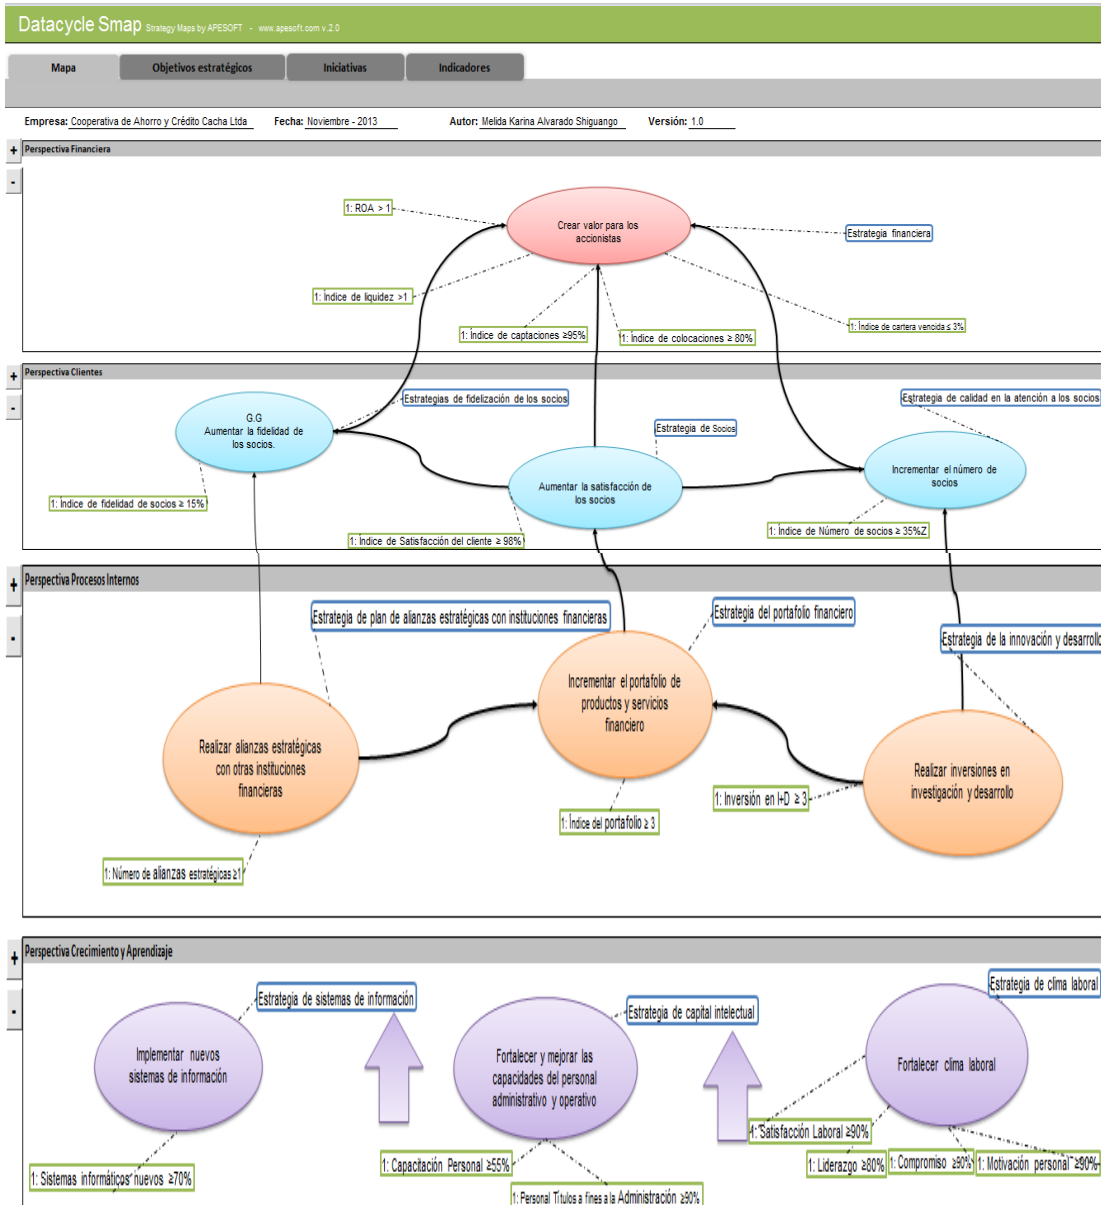 Datacycle Smap Strategy Maps by APESOFT - www.apesoft.com v.2.0
Mapa
Objetivos estratégicos
Iniciativas
Indicadores
Empresa: Cooperativa de Ahorro y Crédito Cacha Ltda
Fecha: Noviembre - 2013
Autor: Melida Karina Alvarado Shiguango
Versión: 1.0
+
Perspectiva Financiera
-
1: ROA > 1
Crear valor para los
accionistas
Estrategia financiera
1: Índice de liquidez >1
1: Índice de captaciones ≥95%
1: Índice de colocaciones ≥ 80%
1: Índice de cartera vencida ≤ 3%
+
Perspectiva Clientes
-
Estrategias de fidelización de los socios
Estrategia de calidad en la atención a los socios
G.G
Aumentar la fidelidad de
los socios.
Estrategia de Socios
Aumentar la satisfacción de
los socios
Incrementar el número de
socios
1: Índice de fidelidad de socios ≥ 15%
1: Índice de Satisfacción del cliente ≥ 98%
1: Índice de Número de socios ≥ 35%Z
+
Perspectiva Procesos Internos
-
Estrategia de plan de alianzas estratégicas con instituciones financieras
Estrategia del portafolio financiero
Estrategia de la innovación y desarrollo
Incrementar el portafolio de
productos y servicios
financiero
Realizar alianzas estratégicas
con otras instituciones
financieras
Realizar inversiones en
investigación y desarrollo
1: Inversión en I+D ≥ 3
1: Índice del portafolio ≥ 3
1: Número de alianzas estratégicas ≥1
+
Perspectiva Crecimiento y Aprendizaje
-
Estrategia de sistemas de información
Estrategia de capital intelectual
Estrategia de clima laboral
Implementar nuevos
sistemas de información
Fortalecer y mejorar las
capacidades del personal
administrativo y operativo
Fortalecer clima laboral
1: Satisfacción Laboral ≥90%
1: Sistemas informáticos nuevos ≥70%
1: Capacitación Personal ≥55%
1: Liderazgo ≥80%
1: Compromiso ≥90%
1: Motivación personal ≥90%
1: Personal Titulos a fines a la Administración ≥90%